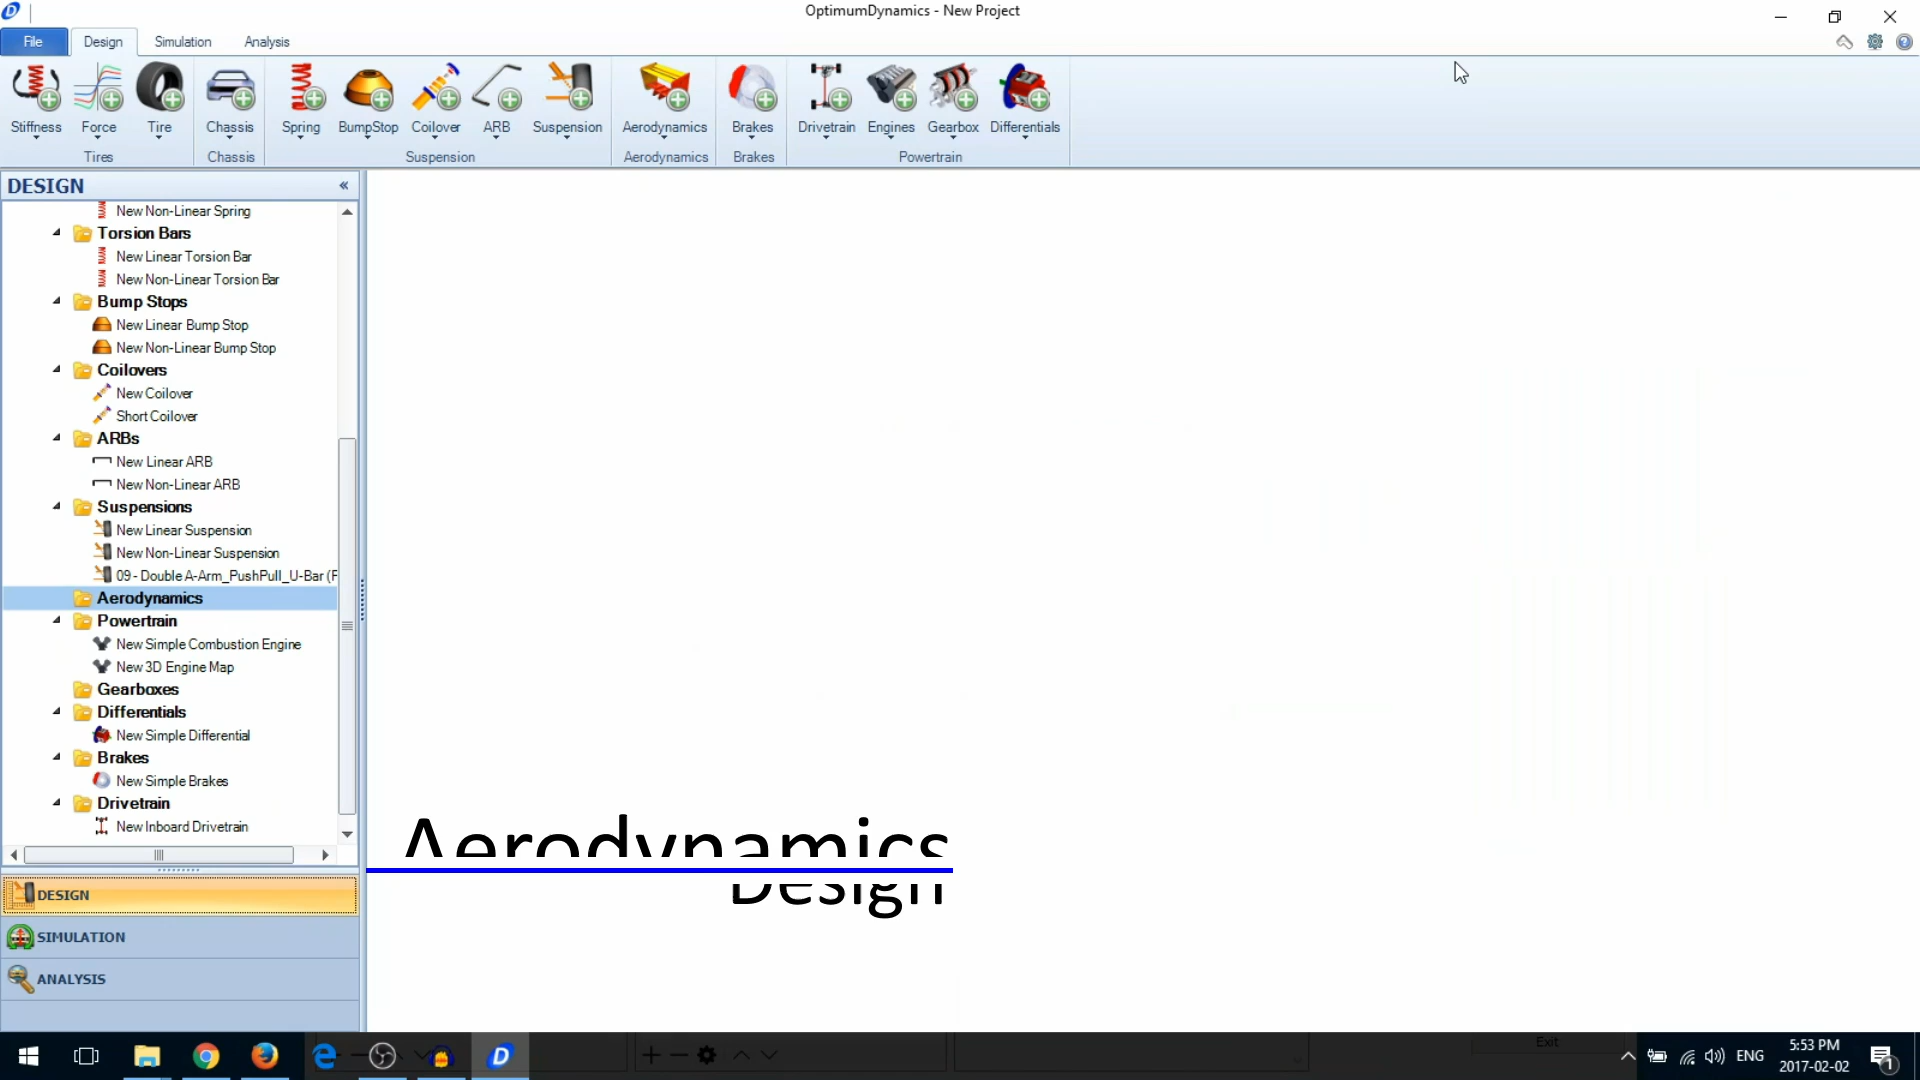 OptimumDynamics - New Project
File
Design
Simulation
Analysis
Stiffness
Force
Tire
Chassis
Spring
BumpStop
Coilover
ARB
Suspension
Aerodynamics
Brakes
Drivetrain
Engines
Gearbox
Differentials
Tires
Chassis
Suspension
Aerodynamics
Brakes
Powertrain
DESIGN
New Non-Linear Spring
Torsion Bars
New Linear Torsion Bar
New Non-Linear Torsion Bar
Bump Stops
New Linear Bump Stop
New Non-Linear Bump Stop
Coilovers
New Coilover
Short Coilover
ARBs
New Linear ARB
New Non-Linear ARB
Suspensions
New Linear Suspension
New Non-Linear Suspension
09 - Double A-Arm_PushPull_U-Bar (F
Aerodynamics
Powertrain
New Simple Combustion Engine
New 3D Engine Map
Gearboxes
Differentials
New Simple Differential
Brakes
New Simple Brakes
Drivetrain
New Inboard Drivetrain
DESIGN
SIMULATION
ANALYSIS
Aerodynamics
Design
Exit
ENG
5:53 PM
2017-02-02
1